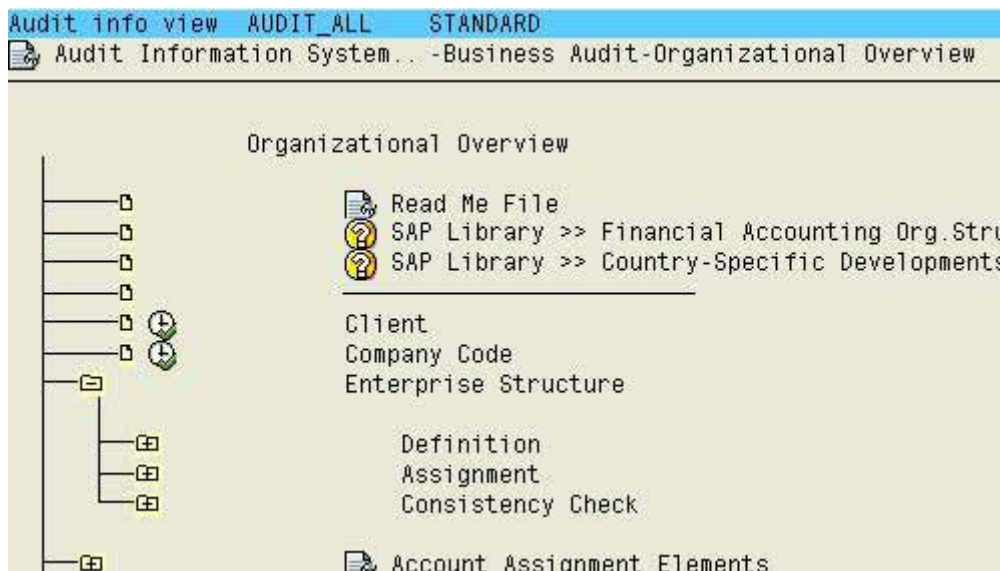 Audit info view AUDIT_ALL STANDARD
Audit Information System.. -Business Audit-Organizational Overview
Organizational Overview
Read Me File
SAP Library >> Financial Accounting Org.Stru
SAP Library >> Country-Specific Developments
Client
Company Code
Enterprise Structure
Definition
Assignment
Consistency Check
Account Assignment Elements